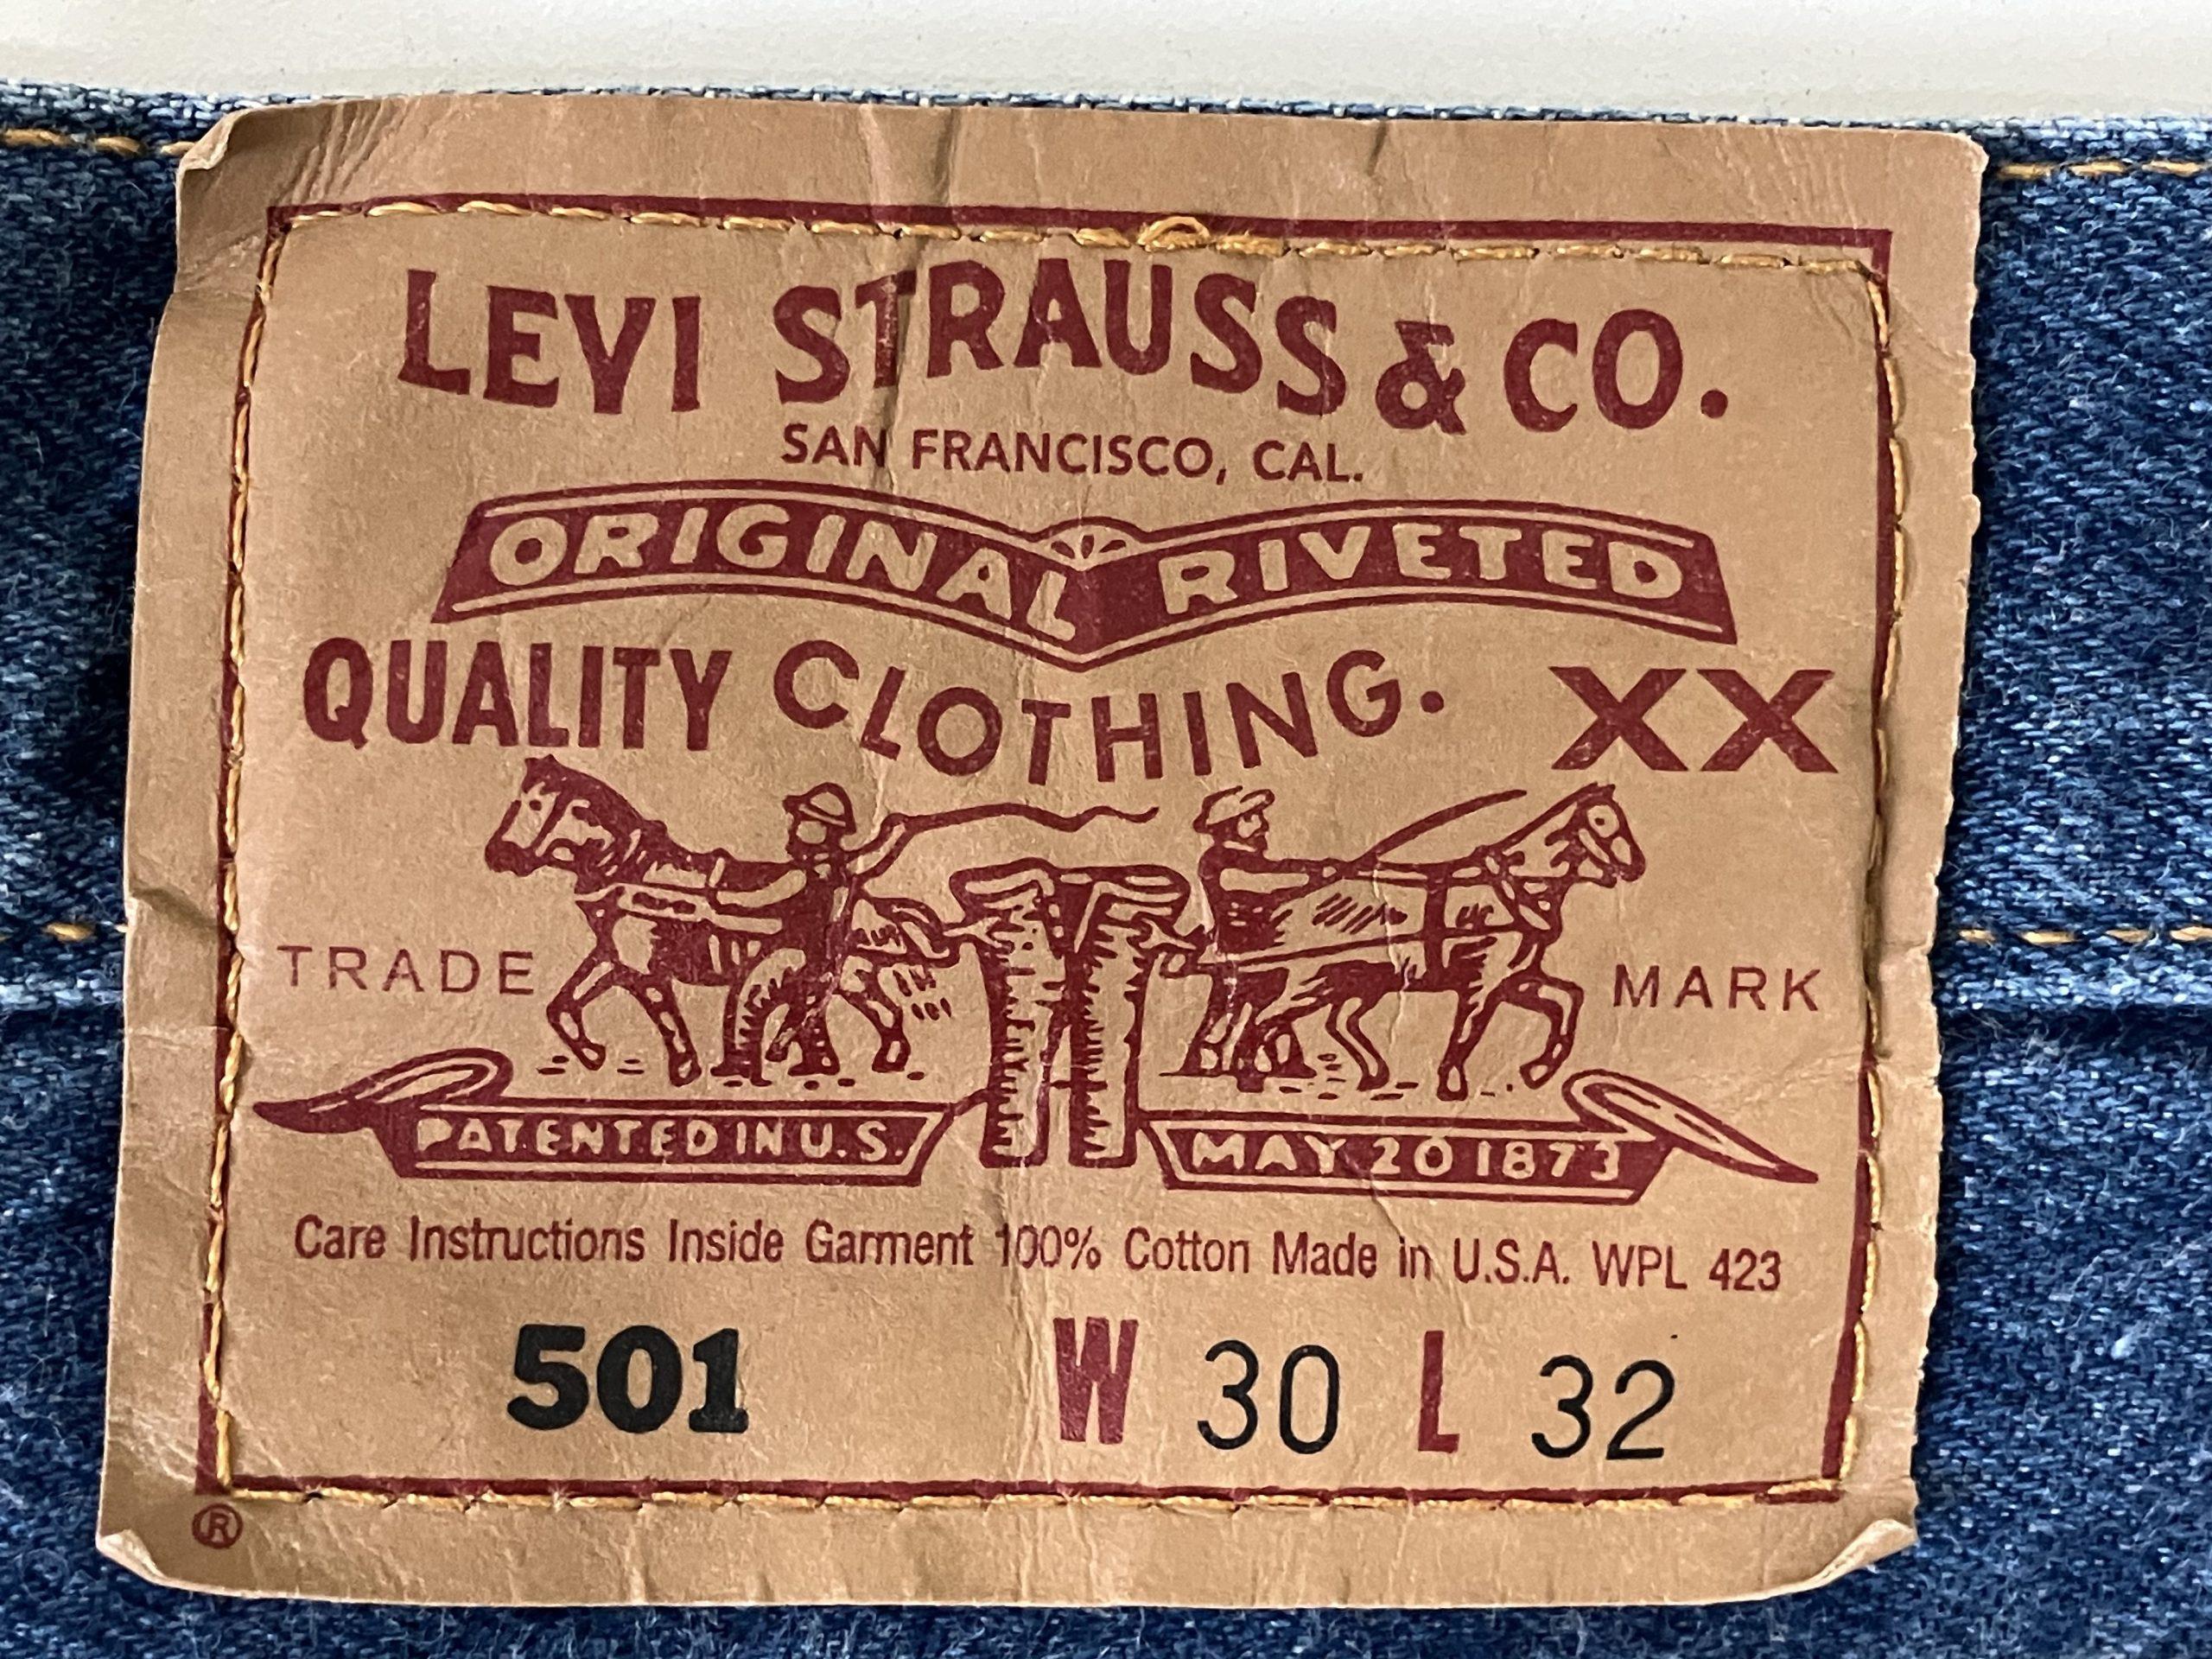 LEVI STRAUSS & CO.
SAN FRANCISCO, CAL.
ORIGINAL RIVETED
QUALITY CLOTHING. XX
TRADE MARK
PATENTED IN U.S. MAY 20 1873
Care Instructions Inside Garment 100% Cotton Made in U.S.A. WPL 423
501 W 30 L 32
®